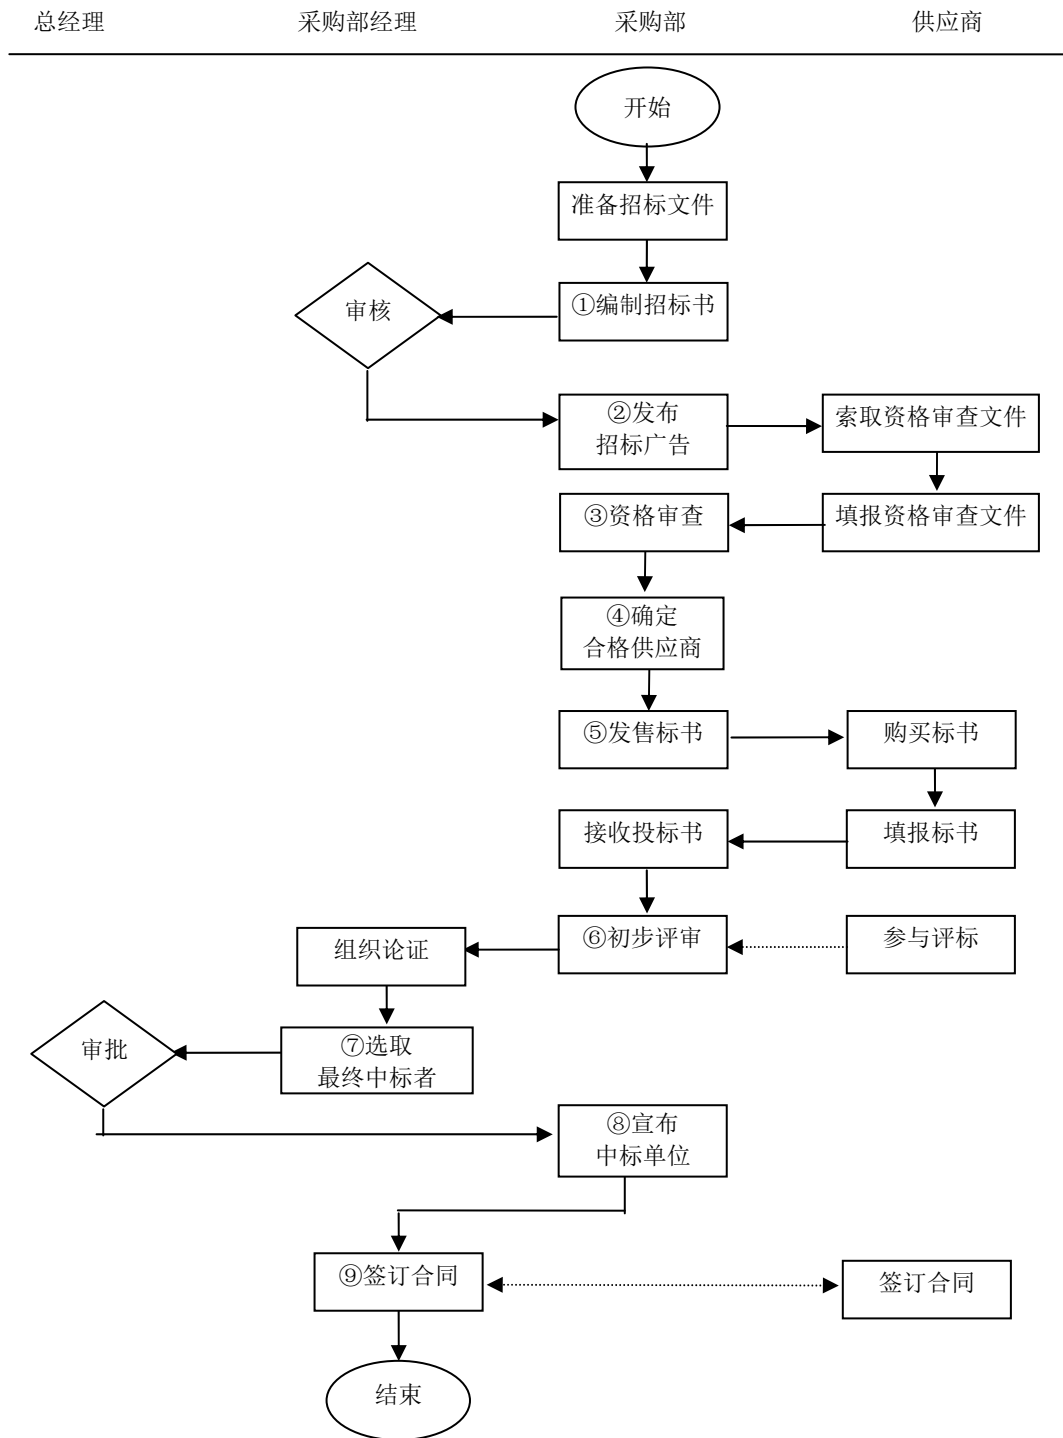 总经理 采购部经理 采购部 供应商
开始
准备招标文件
审核
①编制招标书
②发布
招标广告
索取资格审查文件
③资格审查
填报资格审查文件
④确定
合格供应商
⑤发售标书
购买标书
接收投标书
填报标书
组织论证
⑥初步评审
参与评标
审批
⑦选取
最终中标者
⑧宣布
中标单位
⑨签订合同
签订合同
结束